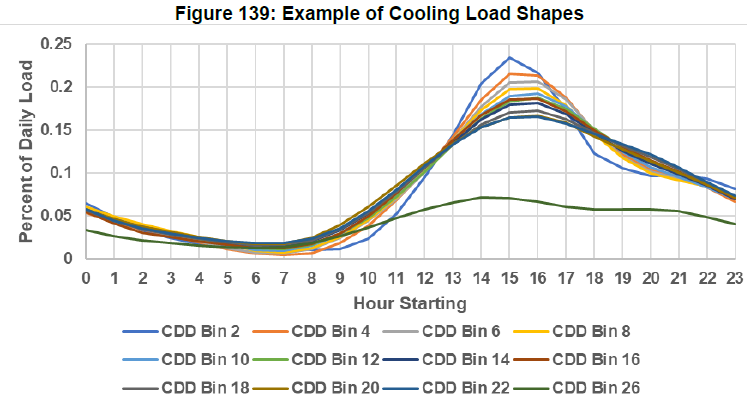 Figure 139: Example of Cooling Load Shapes
0.25
0.2
0.15
0.1
0.05
0
Percent of Daily Load
0 1 2 3 4 5 6 7 8 9 10 11 12 13 14 15 16 17 18 19 20 21 22 23
Hour Starting
CDD Bin 2 CDD Bin 4 CDD Bin 6 CDD Bin 8
CDD Bin 10 CDD Bin 12 CDD Bin 14 CDD Bin 16
CDD Bin 18 CDD Bin 20 CDD Bin 22 CDD Bin 26